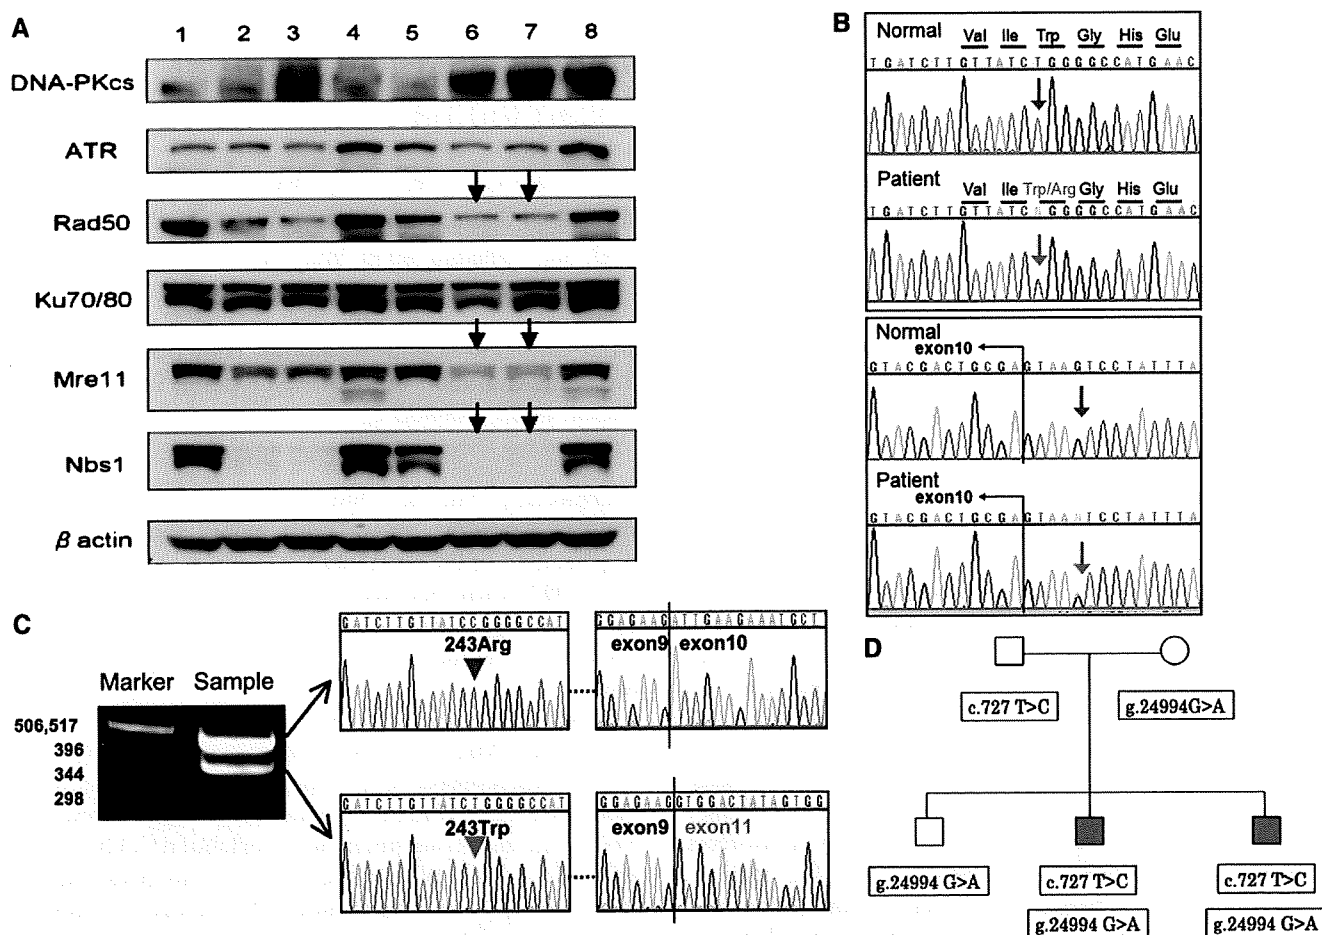 A
1 2 3 4 5 6 7 8
DNA-PKcs
ATR
Rad50
Ku70/80
Mre11
Nbs1
β actin
B
Normal
Val Ile Trp Gly His Glu
T G A T C T T G T T A T C T G G G G C C A T G A A C
Patient
Val Ile Trp/Arg Gly His Glu
T G A T C T T G T T A T C N G G G G C C A T G A A C
Normal
exon10
G T A C G A C T G C G A G T A A G T C C T A T T T A
Patient
exon10
G T A C G A C T G C G A G T A A N T C C T A T T T A
C
Marker Sample
506,517
396
344
298
G A T C T T G T T A T C C G G G G C C A T
243Arg
G G A G A A G A T T G A A G A A A T G C T
exon9 exon10
G A T C T T G T T A T C T G G G G C C A T
243Trp
G G A G A A G G T G G A C T A T A G T G G
exon9 exon11
D
c.727 T>C
g.24994G>A
g.24994 G>A
c.727 T>C
c.727 T>C
g.24994 G>A
g.24994 G>A